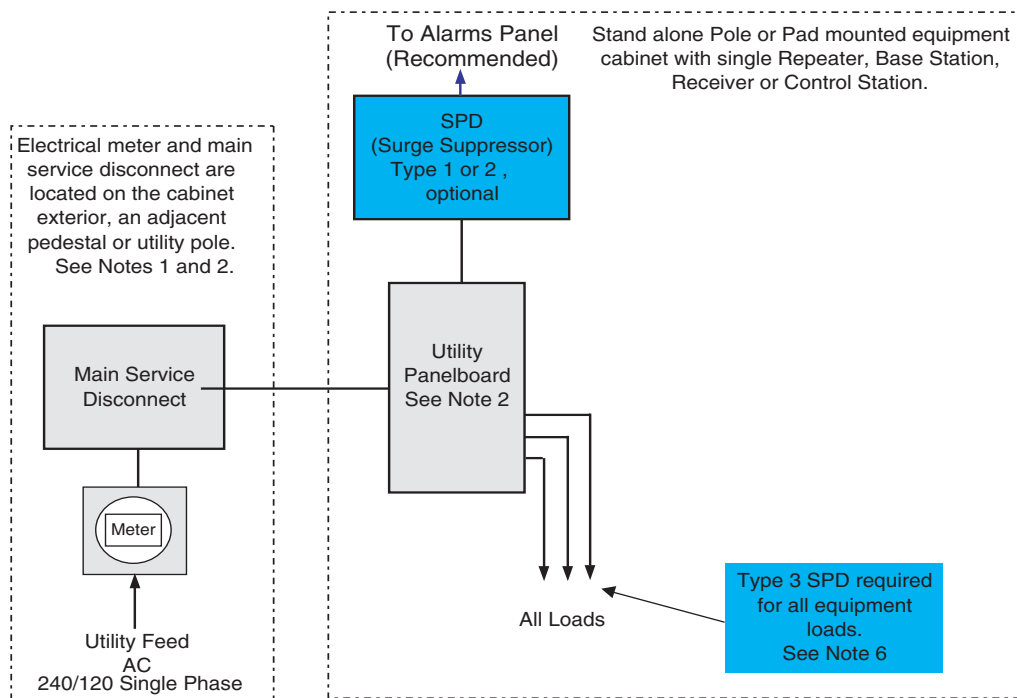 To Alarms Panel
(Recommended)
Stand alone Pole or Pad mounted equipment
cabinet with single Repeater, Base Station,
Receiver or Control Station.
SPD
(Surge Suppressor)
Type 1 or 2 ,
optional
Electrical meter and main
service disconnect are
located on the cabinet
exterior, an adjacent
pedestal or utility pole.
See Notes 1 and 2.
Main Service
Disconnect
Utility
Panelboard
See Note 2
Meter
Utility Feed
AC
240/120 Single Phase
All Loads
Type 3 SPD required
for all equipment
loads.
See Note 6